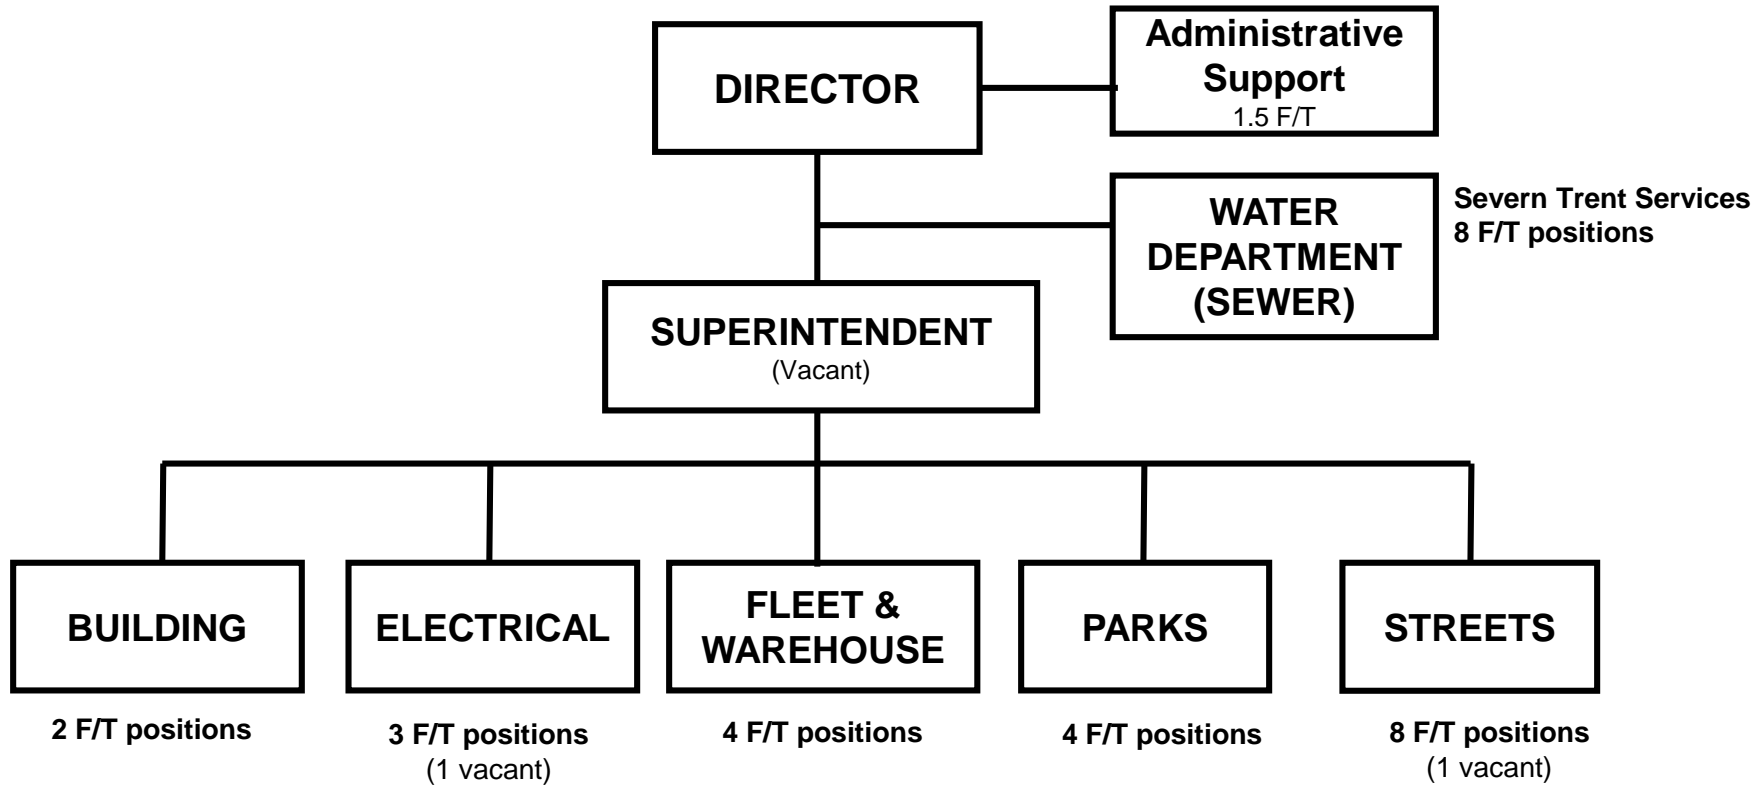 DIRECTOR
Administrative
Support
1.5 F/T
WATER
DEPARTMENT
(SEWER)
Severn Trent Services
8 F/T positions
SUPERINTENDENT
(Vacant)
BUILDING
2 F/T positions
ELECTRICAL
3 F/T positions
(1 vacant)
FLEET &
WAREHOUSE
4 F/T positions
PARKS
4 F/T positions
STREETS
8 F/T positions
(1 vacant)